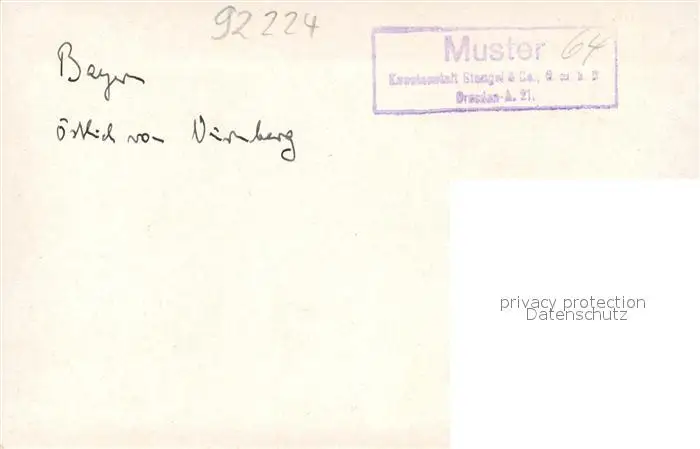 92224
Muster 64
Kunstanstalt Stengel & Co., G. m. b. H
Dresden-A. 21.
Bayern
östlich von Nürnberg
privacy protection
Datenschutz